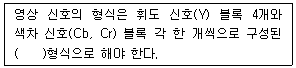 영상 신호의 형식은 휘도 신호(Y) 블록 4개와
색차 신호(Cb, Cr) 블록 각 한 개씩으로 구성된
(    )형식으로 해야 한다.